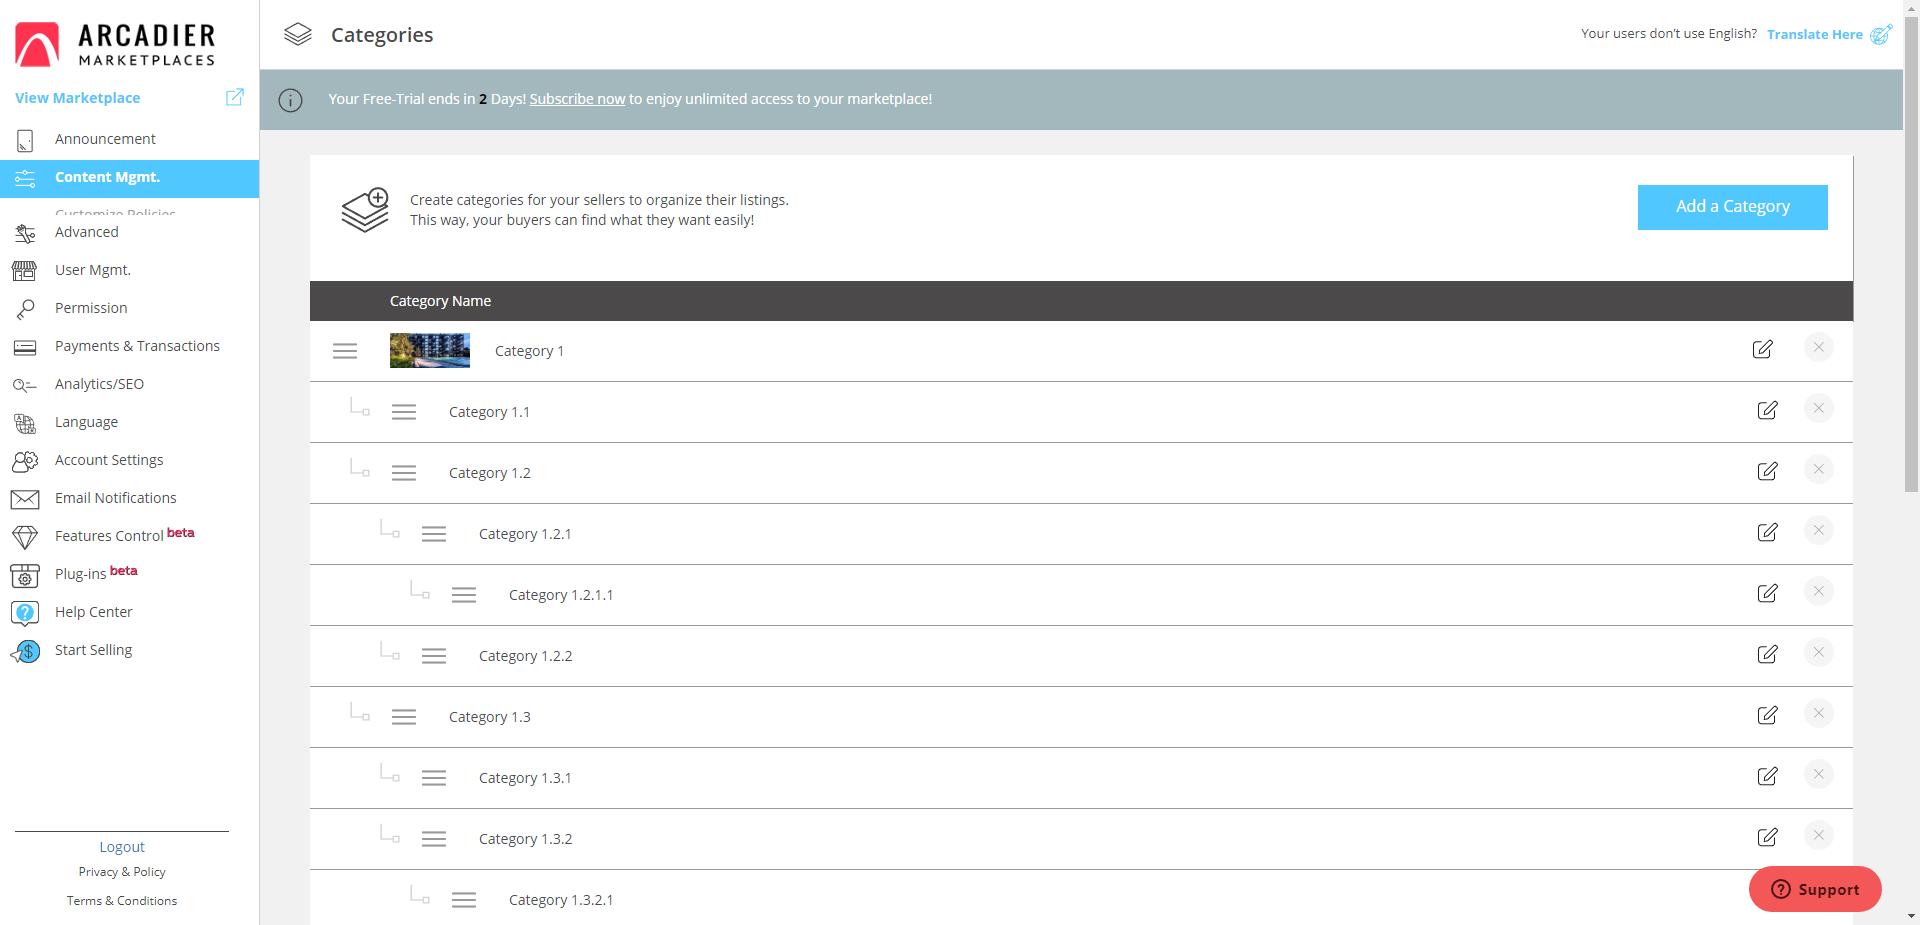 ARCADIER
MARKETPLACES
View Marketplace
Announcement
Content Mgmt.
Customize Policies
Advanced
User Mgmt.
Permission
Payments & Transactions
Analytics/SEO
Language
Account Settings
Email Notifications
Features Control beta
Plug-ins beta
Help Center
Start Selling
Logout
Privacy & Policy
Terms & Conditions
Categories
Your users don't use English? Translate Here
Your Free-Trial ends in 2 Days! Subscribe now to enjoy unlimited access to your marketplace!
Create categories for your sellers to organize their listings.
This way, your buyers can find what they want easily!
Add a Category
Category Name
Category 1
Category 1.1
Category 1.2
Category 1.2.1
Category 1.2.1.1
Category 1.2.2
Category 1.3
Category 1.3.1
Category 1.3.2
Category 1.3.2.1
Support